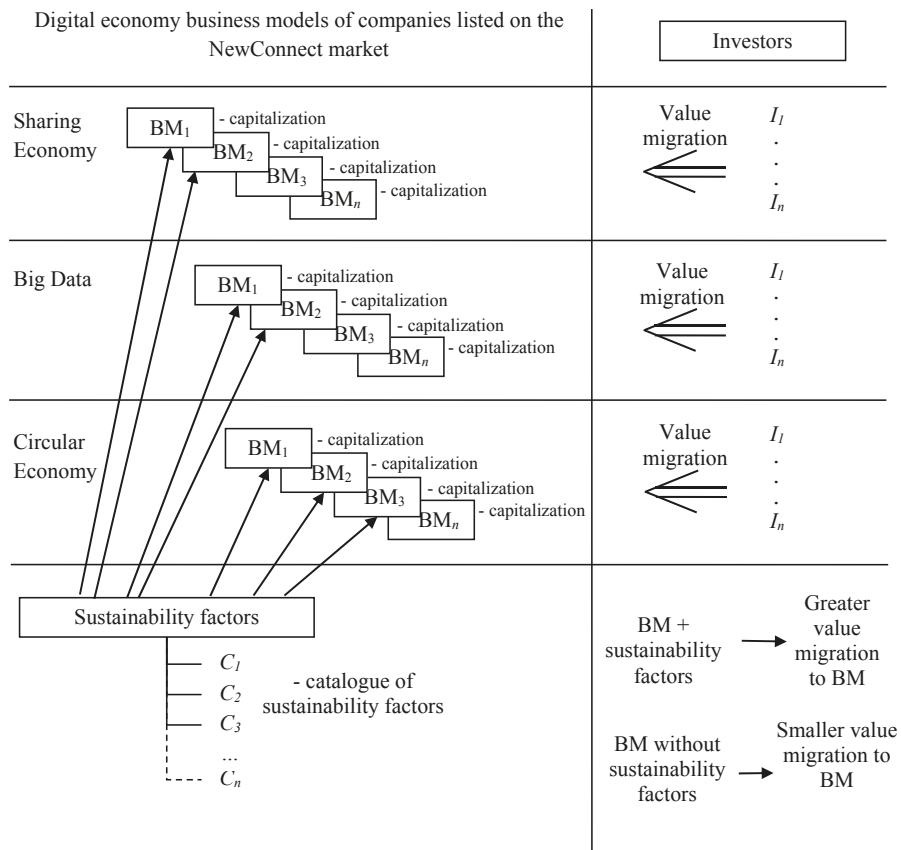 Digital economy business models of companies listed on the
NewConnect market
Investors
Sharing
Economy
BM1
- capitalization
BM2
- capitalization
BM3
- capitalization
BMn
- capitalization
Value
migration
I1
.
.
.
In
Big Data
BM1
- capitalization
BM2
- capitalization
BM3
- capitalization
BMn
- capitalization
Value
migration
I1
.
.
.
In
Circular
Economy
BM1
- capitalization
BM2
- capitalization
BM3
- capitalization
BMn
- capitalization
Value
migration
I1
.
.
.
In
Sustainability factors
C1
C2
C3
...
Cn
- catalogue of
sustainability factors
BM +
sustainability
factors
Greater
value
migration
to BM
BM without
sustainability
factors
Smaller value
migration to
BM